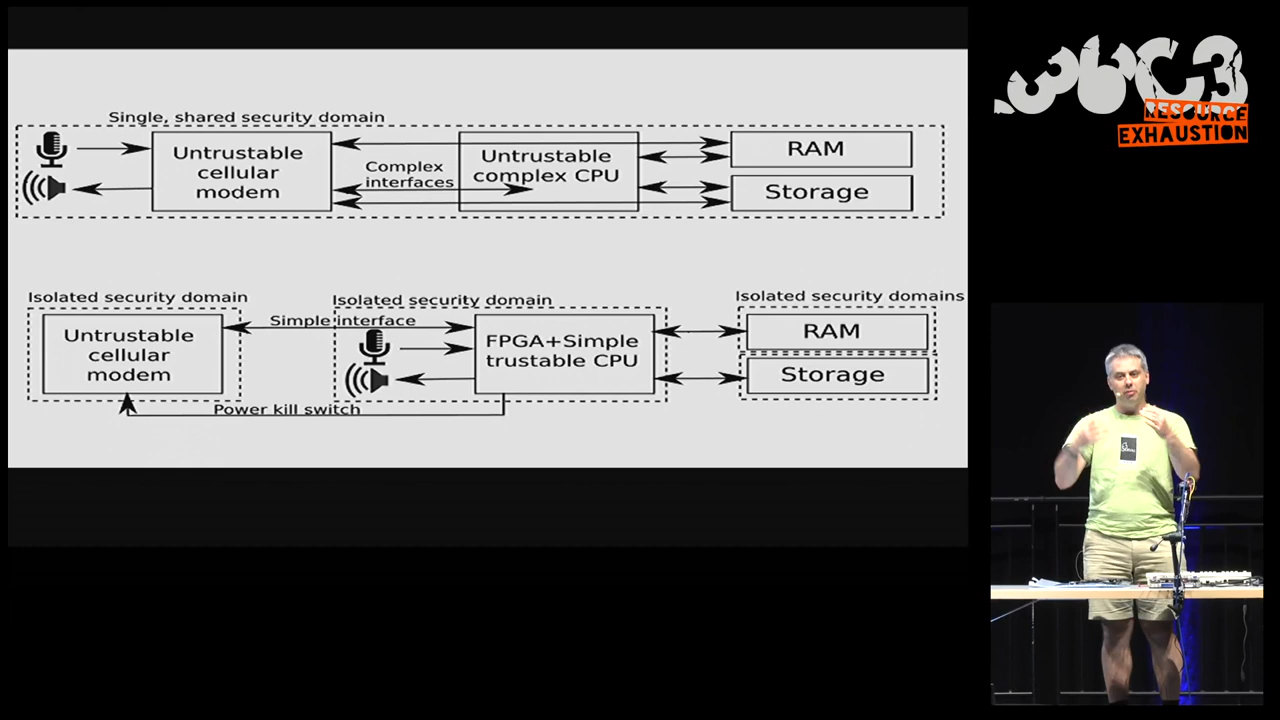 36C3
RESOURCE
EXHAUSTION
Single, shared security domain
Untrustable
cellular
modem
Complex
interfaces
Untrustable
complex CPU
RAM
Storage
Isolated security domain
Untrustable
cellular
modem
Simple interface
Power kill switch
Isolated security domain
FPGA+Simple
trustable CPU
Isolated security domains
RAM
Storage